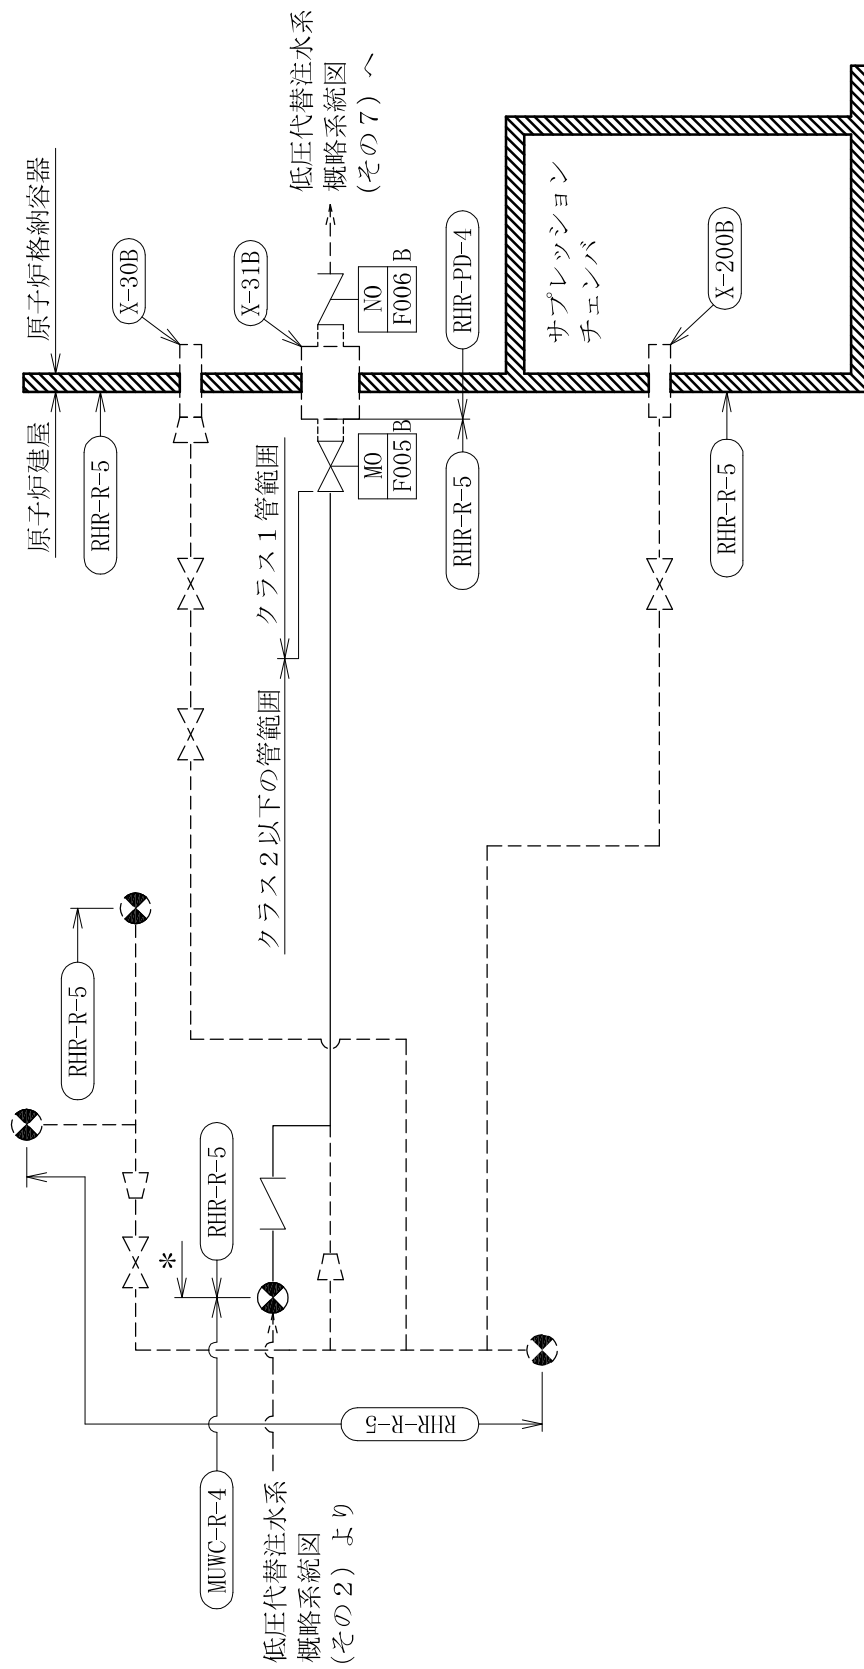 原子炉建屋
原子炉格納容器
RHR-R-5
X-30B
X-31B
低圧代替注水系
概略系統図
(その7) へ
NO
F006 B
MO
F005 B
RHR-PD-4
RHR-R-5
クラス1管範囲
クラス2以下の管範囲
サプレッション
チェンバ
X-200B
RHR-R-5
RHR-R-5
RHR-R-5
*
MUWC-R-4
RHR-R-5
低圧代替注水系
概略系統図
(その2) より